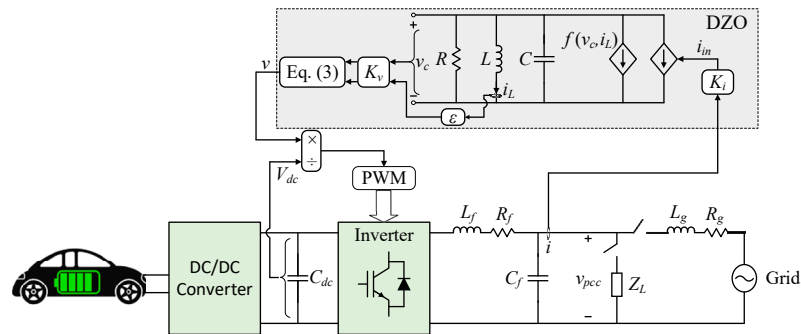 DZO
+
−
v_c
R
L
C
f(v_c, i_L)
i_in
K_i
i_L
v
Eq. (3)
K_v
ε
×
÷
V_dc
PWM
DC/DC
Converter
C_dc
Inverter
L_f
R_f
i
C_f
+
v_pcc
−
Z_L
L_g
R_g
Grid